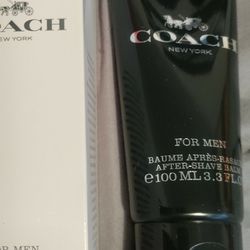 COACH
NEW YORK
FOR MEN
COACH
NEW YORK
FOR MEN
BAUME APRÈS-RASA
AFTER-SHAVE BALM
e 100 ML 3.3 FL